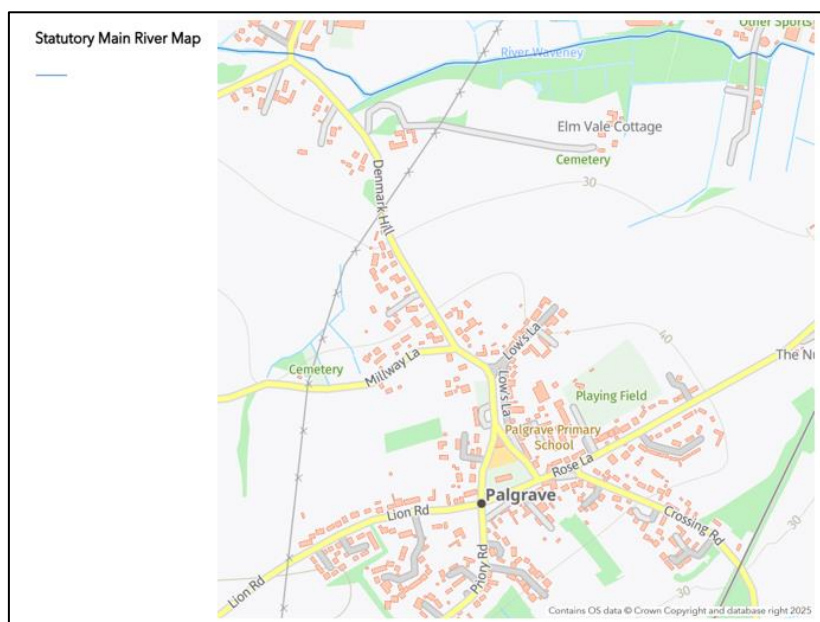 Statutory Main River Map
Other Sports
River Waveney
Elm Vale Cottage
Cemetery
30
Denmark Hill
40
Low's La
Cemetery
Millway La
Low's La
The Nu
Playing Field
Palgrave Primary
School
Rose La
Palgrave
Lion Rd
Crossing Rd
Priory Rd
30
Lion Rd
30
Contains OS data © Crown Copyright and database right 2025